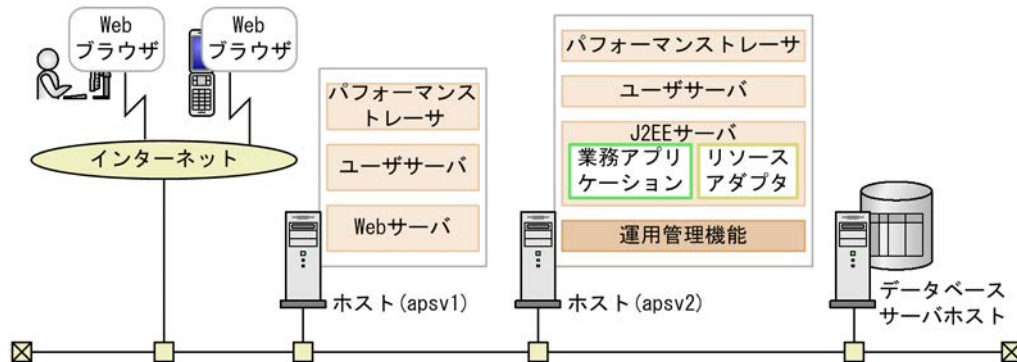 Web
ブラウザ
Web
ブラウザ
インターネット
パフォーマンス
トレーサ
ユーザサーバ
Webサーバ
ホスト(apsv1)
パフォーマンストレーサ
ユーザサーバ
J2EEサーバ
業務アプリ
ケーション
リソース
アダプタ
運用管理機能
ホスト(apsv2)
データベース
サーバホスト